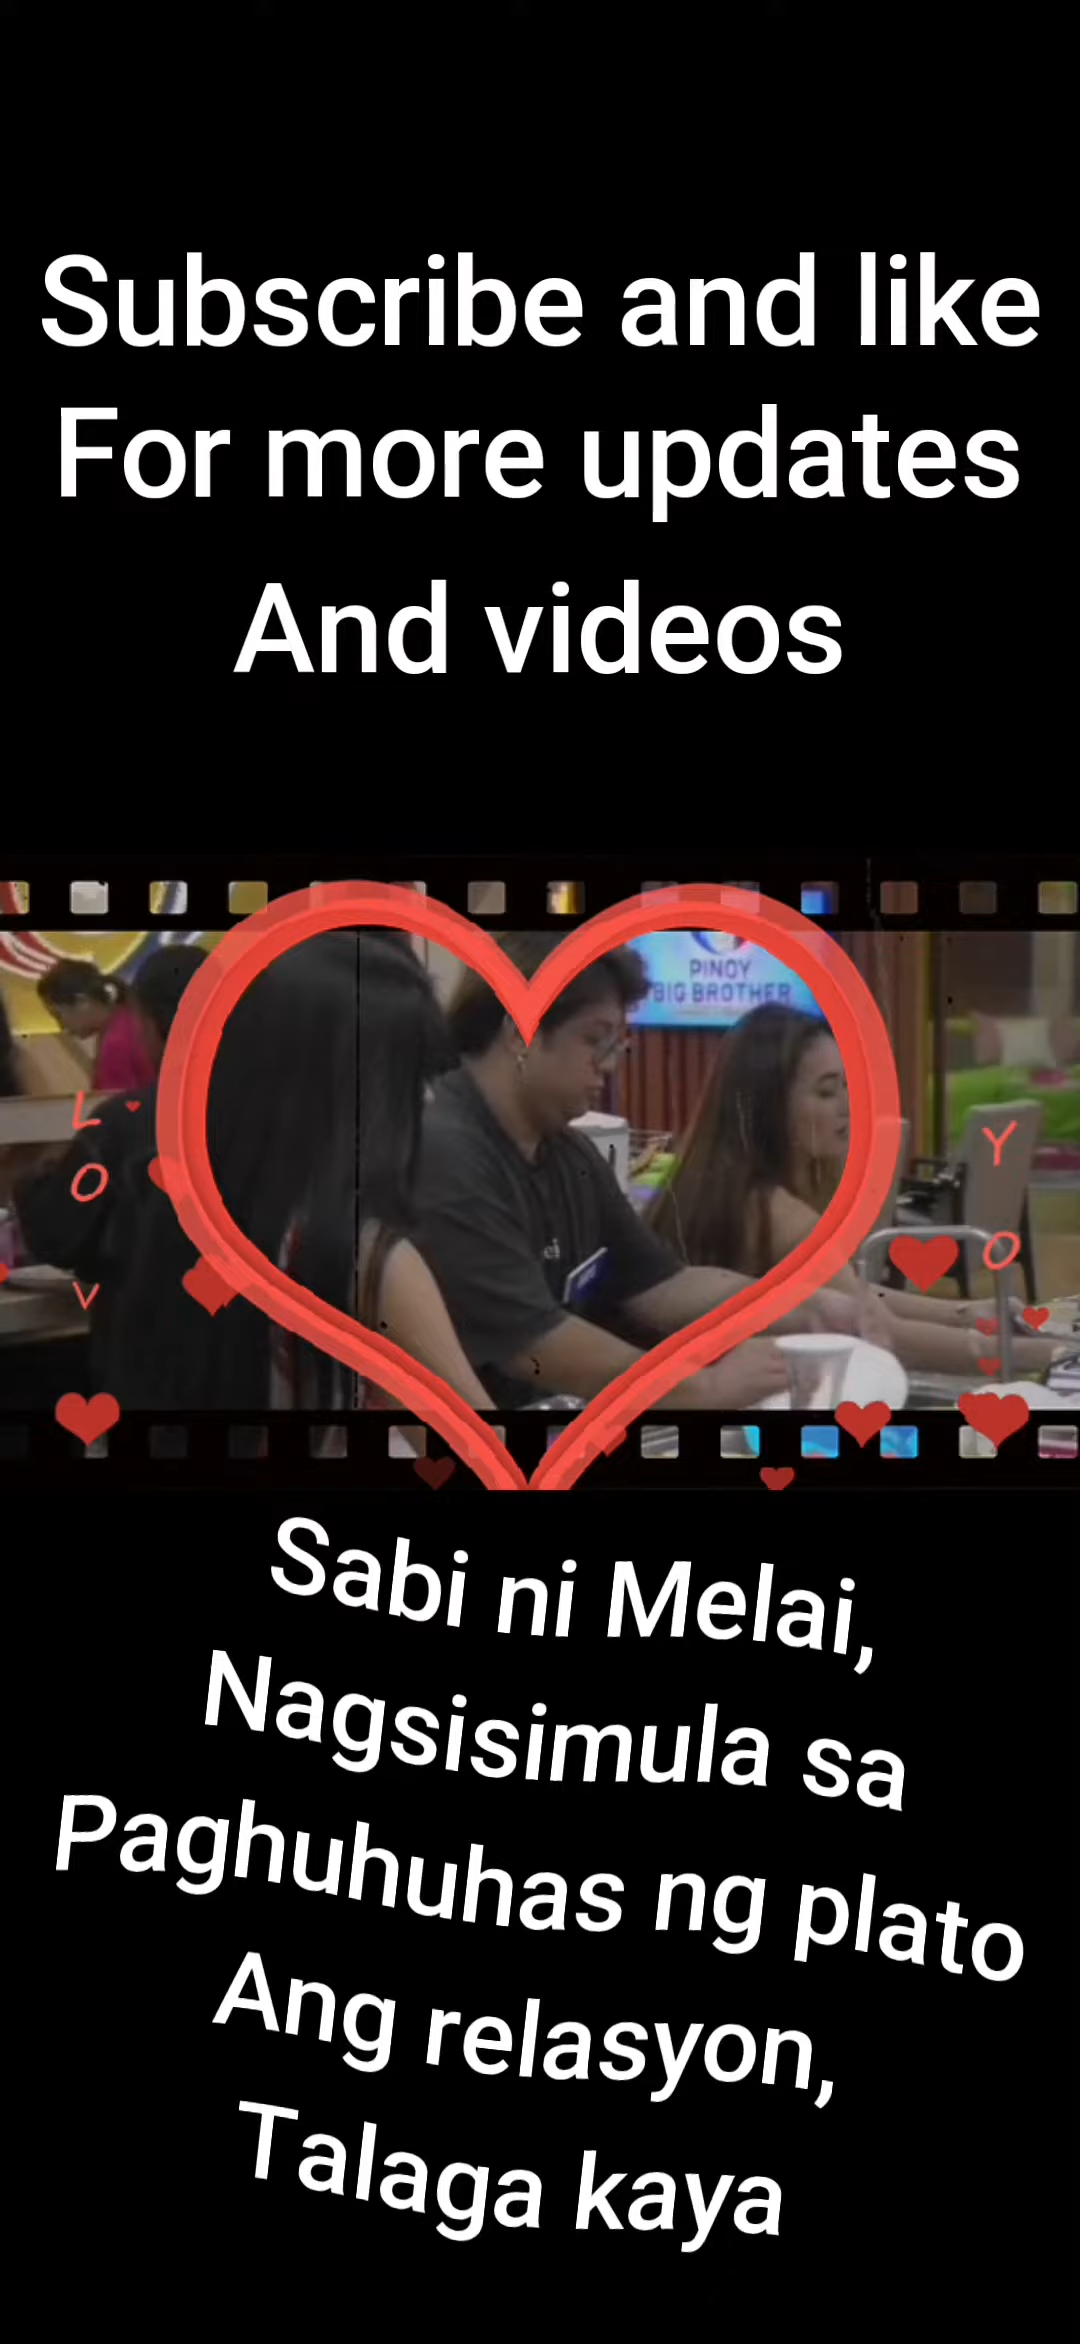 Subscribe and like
For more updates
And videos
PINOY
BIG BROTHER
L
O
V
Y
O
Sabi ni Melai,
Nagsisimula sa
Paghuhuhas ng plato
Ang relasyon,
Talaga kaya